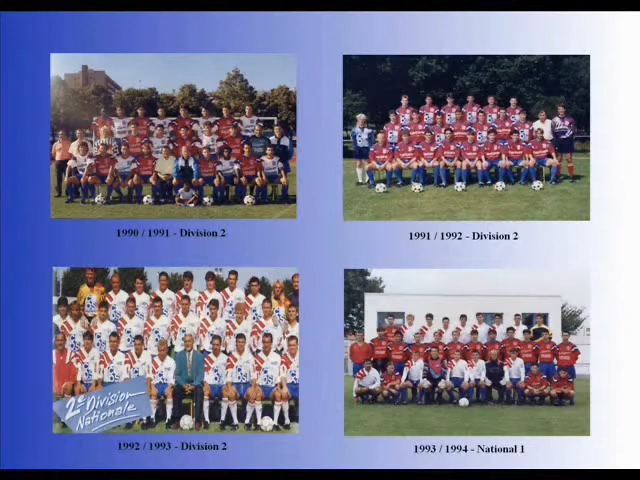 1990 / 1991 - Division 2
1991 / 1992 - Division 2
2e Division
Nationale
1992 / 1993 - Division 2
1993 / 1994 - National 1